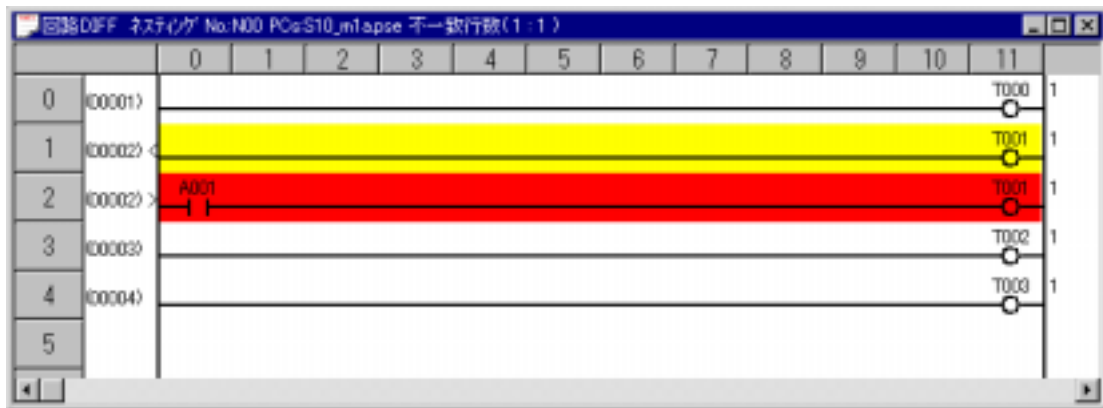 回路DIFF ネスティング No:N00 PCs:S10_m1a.pse 不一致行数(1:1)
0 1 2 3 4 5 6 7 8 9 10 11
0 (00001) T000 1
1 (00002) < T001 1
2 (00002) > A001 T001 1
3 (00003) T002 1
4 (00004) T003 1
5